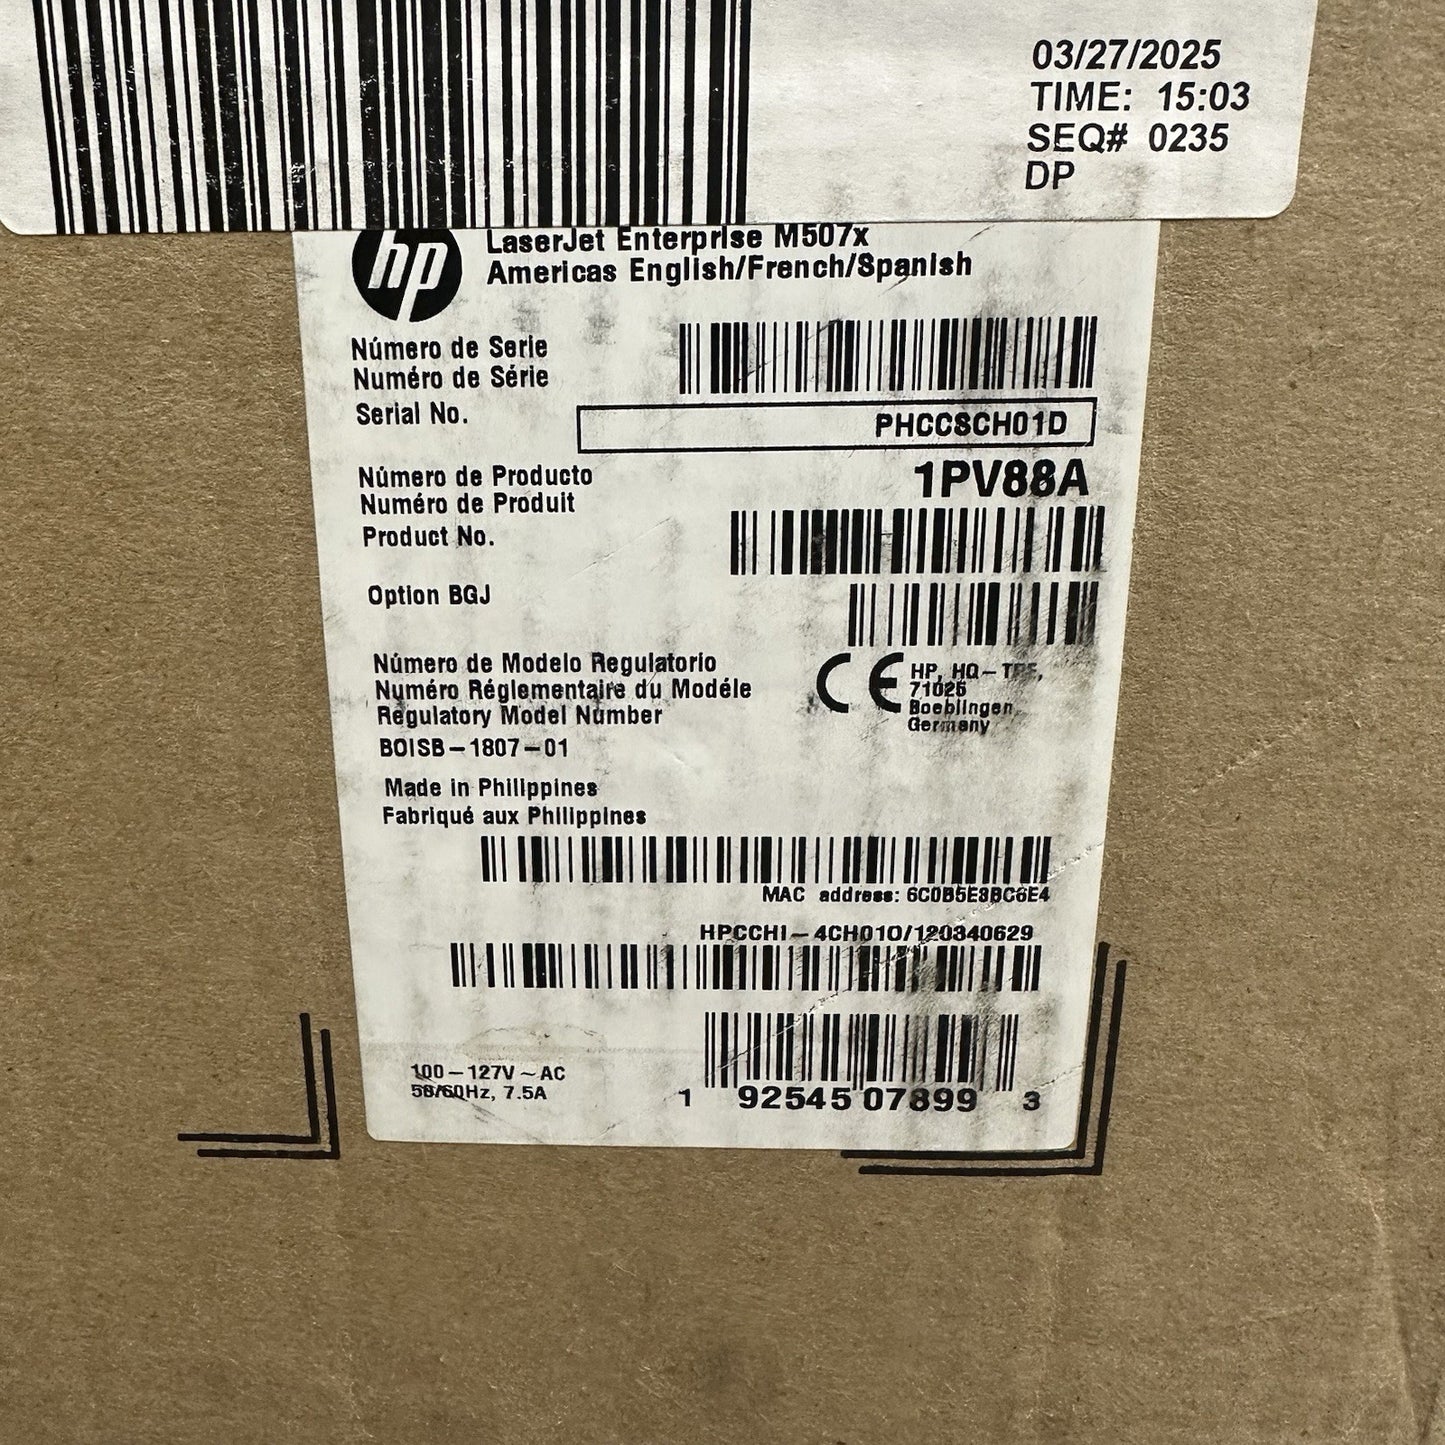 03/27/2025
TIME: 15:03
SEQ# 0235
DP
hp
LaserJet Enterprise M507x
Americas English/French/Spanish
Número de Serie
Numéro de Série
Serial No.
PHCCSCH01D
Número de Producto
Numéro de Produit
Product No.
1PV88A
Option BGJ
Número de Modelo Regulatorio
Numéro Réglementaire du Modéle
Regulatory Model Number
BOISB-1807-01
CE
HP, HQ-TRE,
71025
Boeblingen
Germany
Made in Philippines
Fabriqué aux Philippines
MAC address: 6C0B5E3BC6E4
HPCCH1-4CH010/120340629
100-127V~AC
50/60Hz, 7.5A
1 92545 07899 3